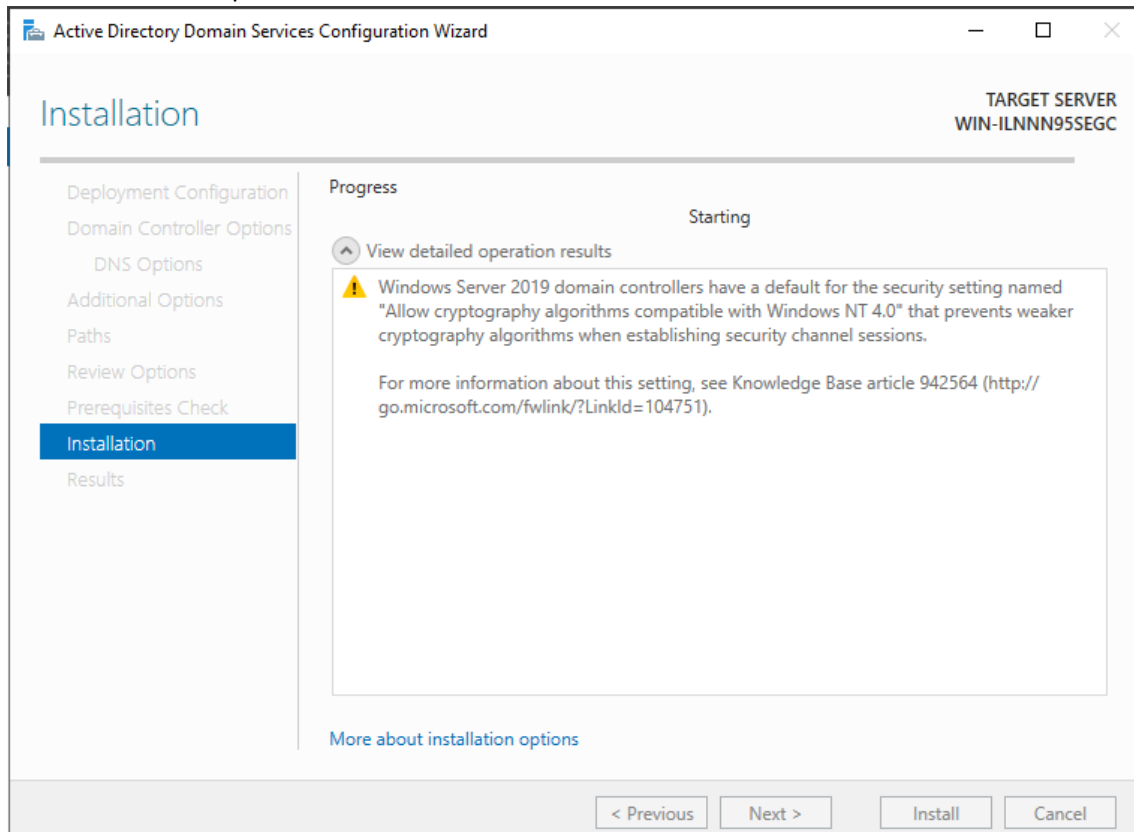 Active Directory Domain Services Configuration Wizard
Installation
TARGET SERVER
WIN-ILNNN95SEGC
Deployment Configuration
Domain Controller Options
DNS Options
Additional Options
Paths
Review Options
Prerequisites Check
Installation
Results
Progress
Starting
View detailed operation results
Windows Server 2019 domain controllers have a default for the security setting named
"Allow cryptography algorithms compatible with Windows NT 4.0" that prevents weaker
cryptography algorithms when establishing security channel sessions.
For more information about this setting, see Knowledge Base article 942564 (http://
go.microsoft.com/fwlink/?LinkId=104751).
More about installation options
< Previous
Next >
Install
Cancel